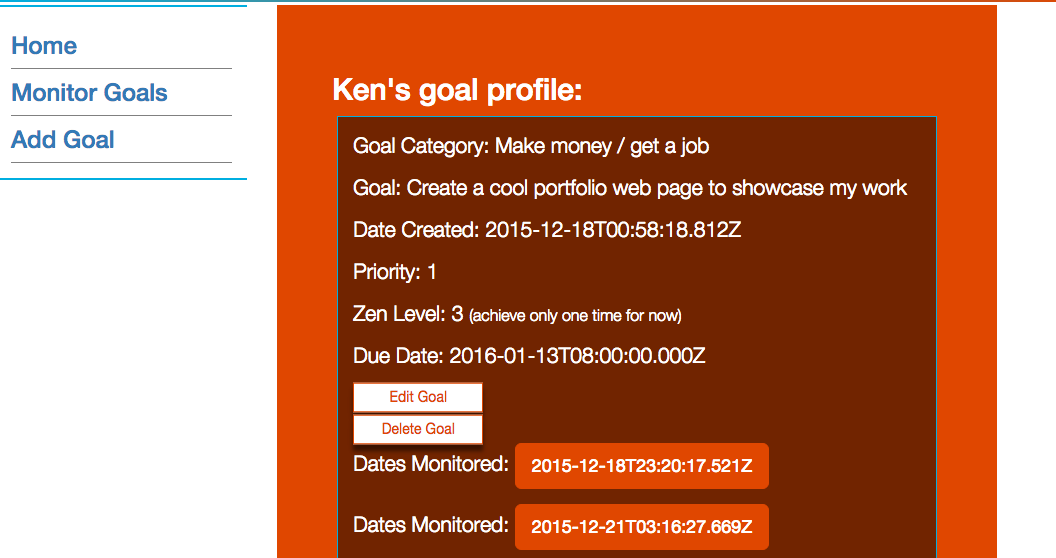 Home
Monitor Goals
Add Goal
Ken's goal profile:
Goal Category: Make money / get a job
Goal: Create a cool portfolio web page to showcase my work
Date Created: 2015-12-18T00:58:18.812Z
Priority: 1
Zen Level: 3 (achieve only one time for now)
Due Date: 2016-01-13T08:00:00.000Z
Edit Goal
Delete Goal
Dates Monitored: 2015-12-18T23:20:17.521Z
Dates Monitored: 2015-12-21T03:16:27.669Z